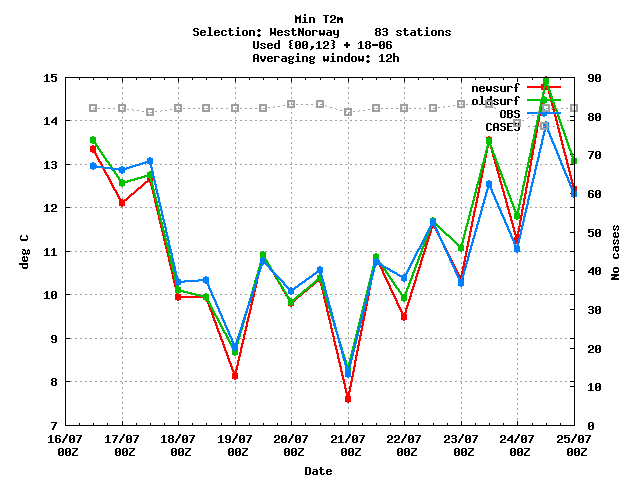 Min T2m
Selection: WestNorway 83 stations
Used {00,12} + 18-06
Averaging window: 12h
15 90
newsurf
oldsurf
OBS
CASES
14 80
13 70
12 60
11 50
10 40
9 30
8 20
7 10
0
deg C
No cases
16/07 17/07 18/07 19/07 20/07 21/07 22/07 23/07 24/07 25/07
00Z 00Z 00Z 00Z 00Z 00Z 00Z 00Z 00Z 00Z
Date